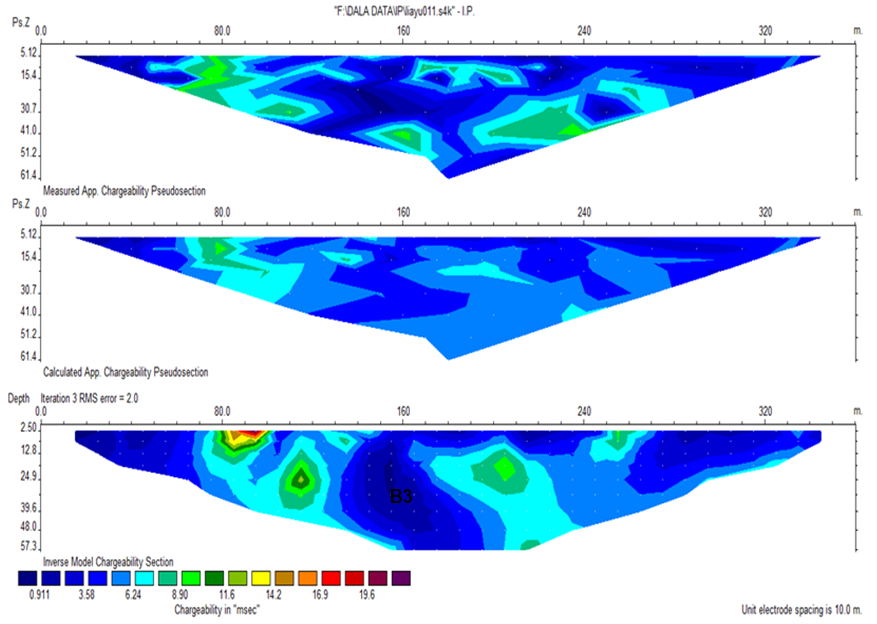 "F:\DALA DATA\IP\liayu011.s4k" - I.P.
Ps.Z 0.0 80.0 160 240 320 m.
5.12
15.4
30.7
41.0
51.2
61.4
Measured App. Chargeability Pseudosection
Ps.Z 0.0 80.0 160 240 320 m.
5.12
15.4
30.7
41.0
51.2
61.4
Calculated App. Chargeability Pseudosection
Depth Iteration 3 RMS error = 2.0
0.0 80.0 160 240 320 m.
2.50
12.8
24.9
B3
39.6
48.0
57.3
Inverse Model Chargeability Section
0.911 3.58 6.24 8.90 11.6 14.2 16.9 19.6
Chargeability in "msec" Unit electrode spacing is 10.0 m.